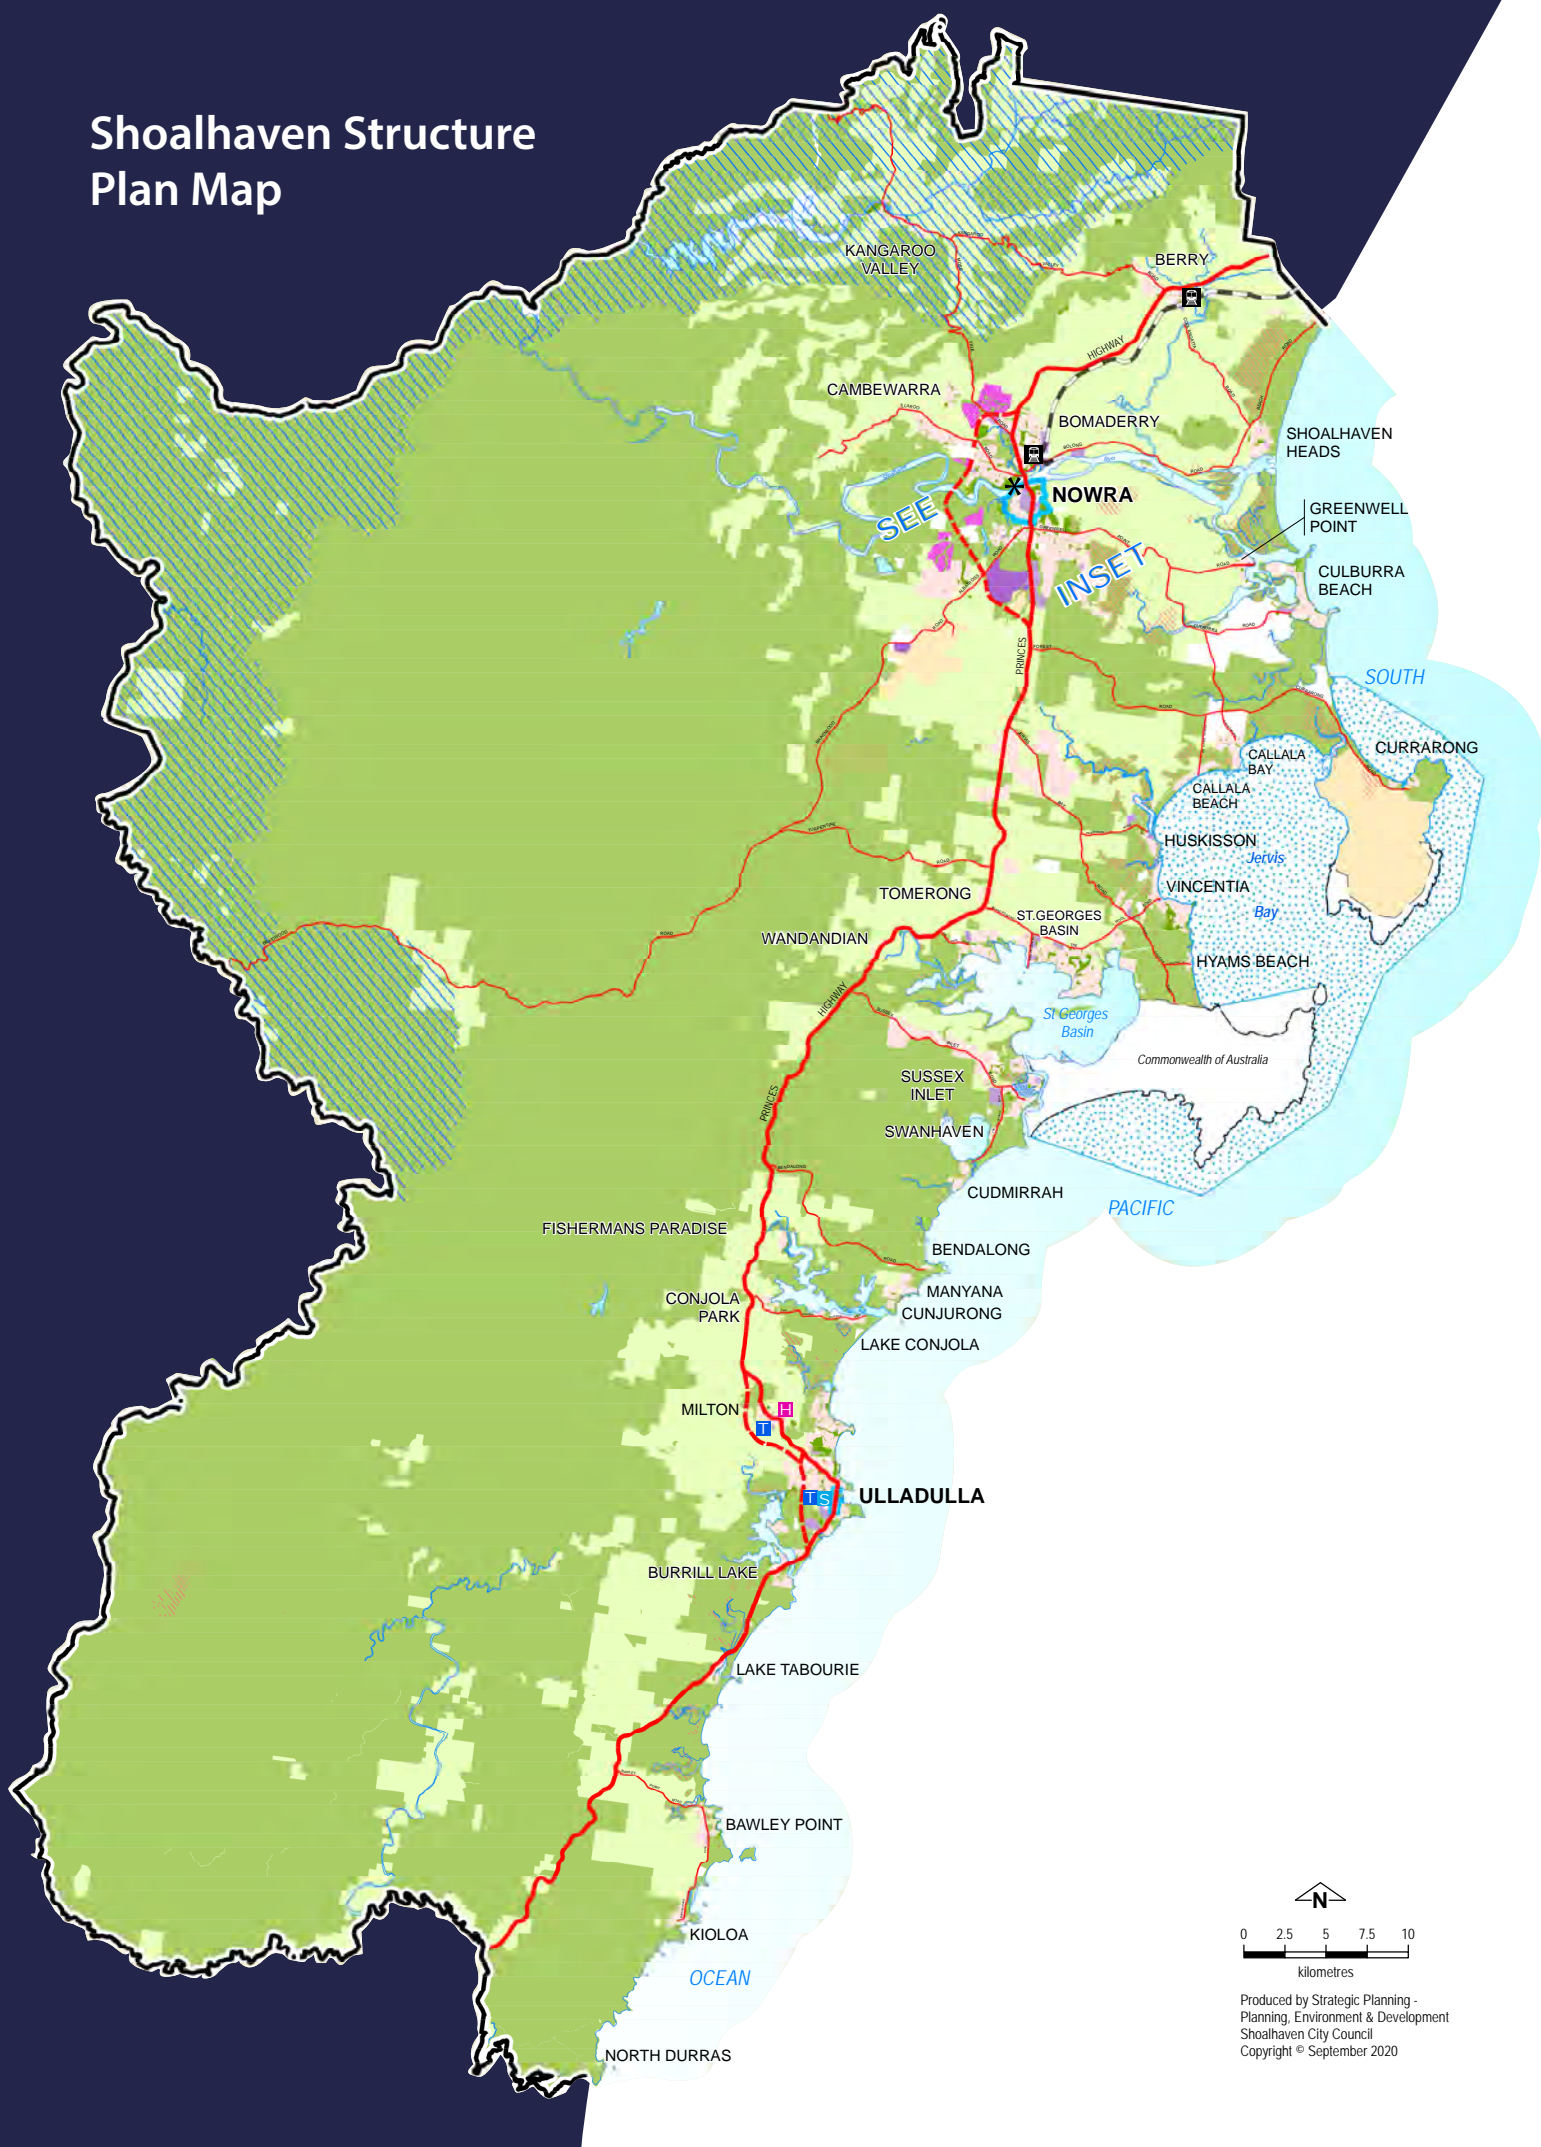 Shoalhaven Structure
Plan Map
KANGAROO
VALLEY
BERRY
HIGHWAY
CAMBEWARRA
BOMADERRY
SHOALHAVEN
HEADS
NOWRA
SEE
INSET
GREENWELL
POINT
CULBURRA
BEACH
PRINCES
SOUTH
CURRARONG
CALLALA
BAY
CALLALA
BEACH
HUSKISSON
Jervis
VINCENTIA
Bay
TOMERONG
ST.GEORGES
BASIN
WANDANDIAN
HYAMS BEACH
HIGHWAY
St Georges
Basin
Commonwealth of Australia
SUSSEX
INLET
PRINCES
SWANHAVEN
CUDMIRRAH
PACIFIC
FISHERMANS PARADISE
BENDALONG
MANYANA
CONJOLA
PARK
CUNJURONG
LAKE CONJOLA
MILTON
H
T
T S
ULLADULLA
BURRILL LAKE
LAKE TABOURIE
BAWLEY POINT
KIOLOA
OCEAN
NORTH DURRAS
N
0 2.5 5 7.5 10
kilometres
Produced by Strategic Planning -
Planning, Environment & Development
Shoalhaven City Council
Copyright © September 2020